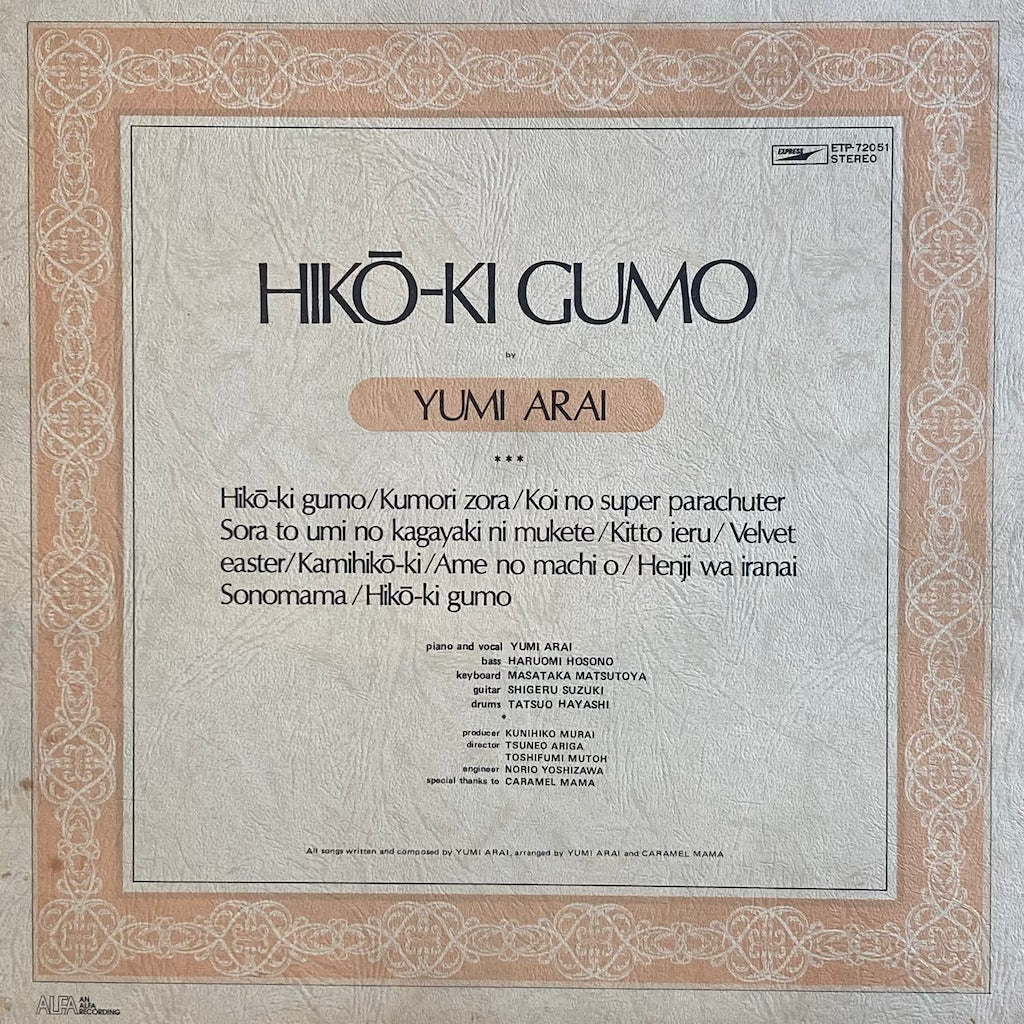 EXPRESS ETP-72051
STEREO
HIKŌ-KI GUMO
by
YUMI ARAI
***
Hikō-ki gumo/Kumori zora/Koi no super parachuter
Sora to umi no kagayaki ni mukete/Kitto ieru/Velvet
easter/Kamihikō-ki/Ame no machi o/Henji wa iranai
Sonomama/Hikō-ki gumo
piano and vocal YUMI ARAI
bass HARUOMI HOSONO
keyboard MASATAKA MATSUTOYA
guitar SHIGERU SUZUKI
drums TATSUO HAYASHI
*
producer KUNIHIKO MURAI
director TSUNEO ARIGA
TOSHIFUMI MUTOH
engineer NORIO YOSHIZAWA
special thanks to CARAMEL MAMA
All songs written and composed by YUMI ARAI, arranged by YUMI ARAI and CARAMEL MAMA
ALFA AN
ALFA
RECORDING